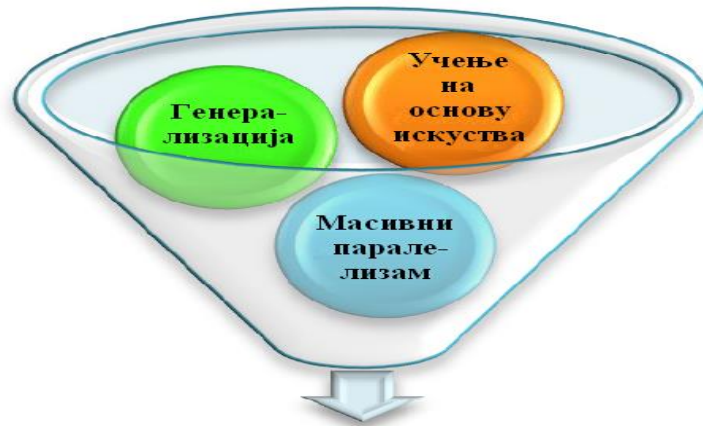 Генера-
лизација
Учење
на
основу
искуства
Масивни
парале-
лизам